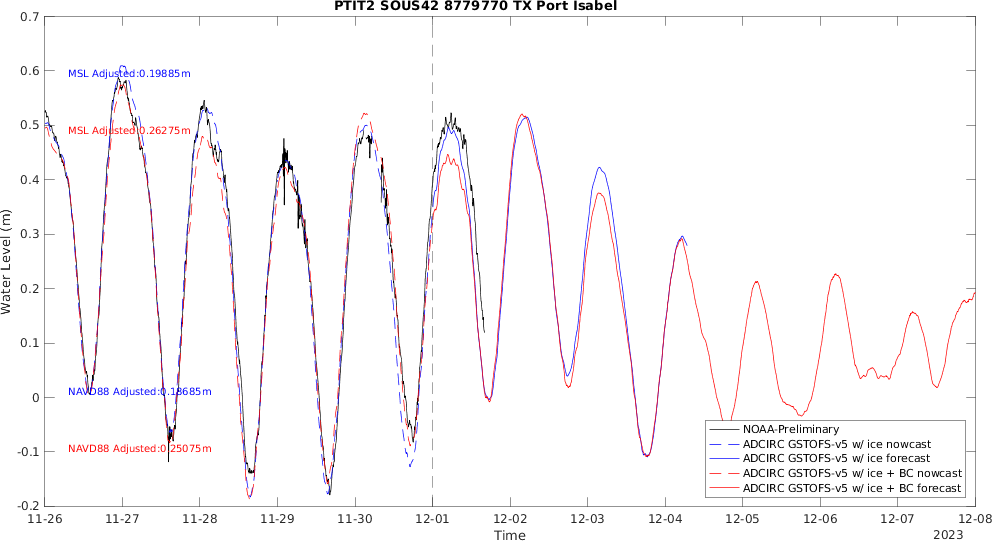 PTIT2 SOUS42 8779770 TX Port Isabel
0.7
0.6
0.5
0.4
0.3
0.2
0.1
0
-0.1
-0.2
Water Level (m)
MSL Adjusted:0.19885m
MSL Adjusted:0.26275m
NAVD88 Adjusted:0.18685m
NAVD88 Adjusted:0.25075m
NOAA-Preliminary
ADCIRC GSTOFS-v5 w/ ice nowcast
ADCIRC GSTOFS-v5 w/ ice forecast
ADCIRC GSTOFS-v5 w/ ice + BC nowcast
ADCIRC GSTOFS-v5 w/ ice + BC forecast
11-26 11-27 11-28 11-29 11-30 12-01 12-02 12-03 12-04 12-05 12-06 12-07 12-08
Time
2023